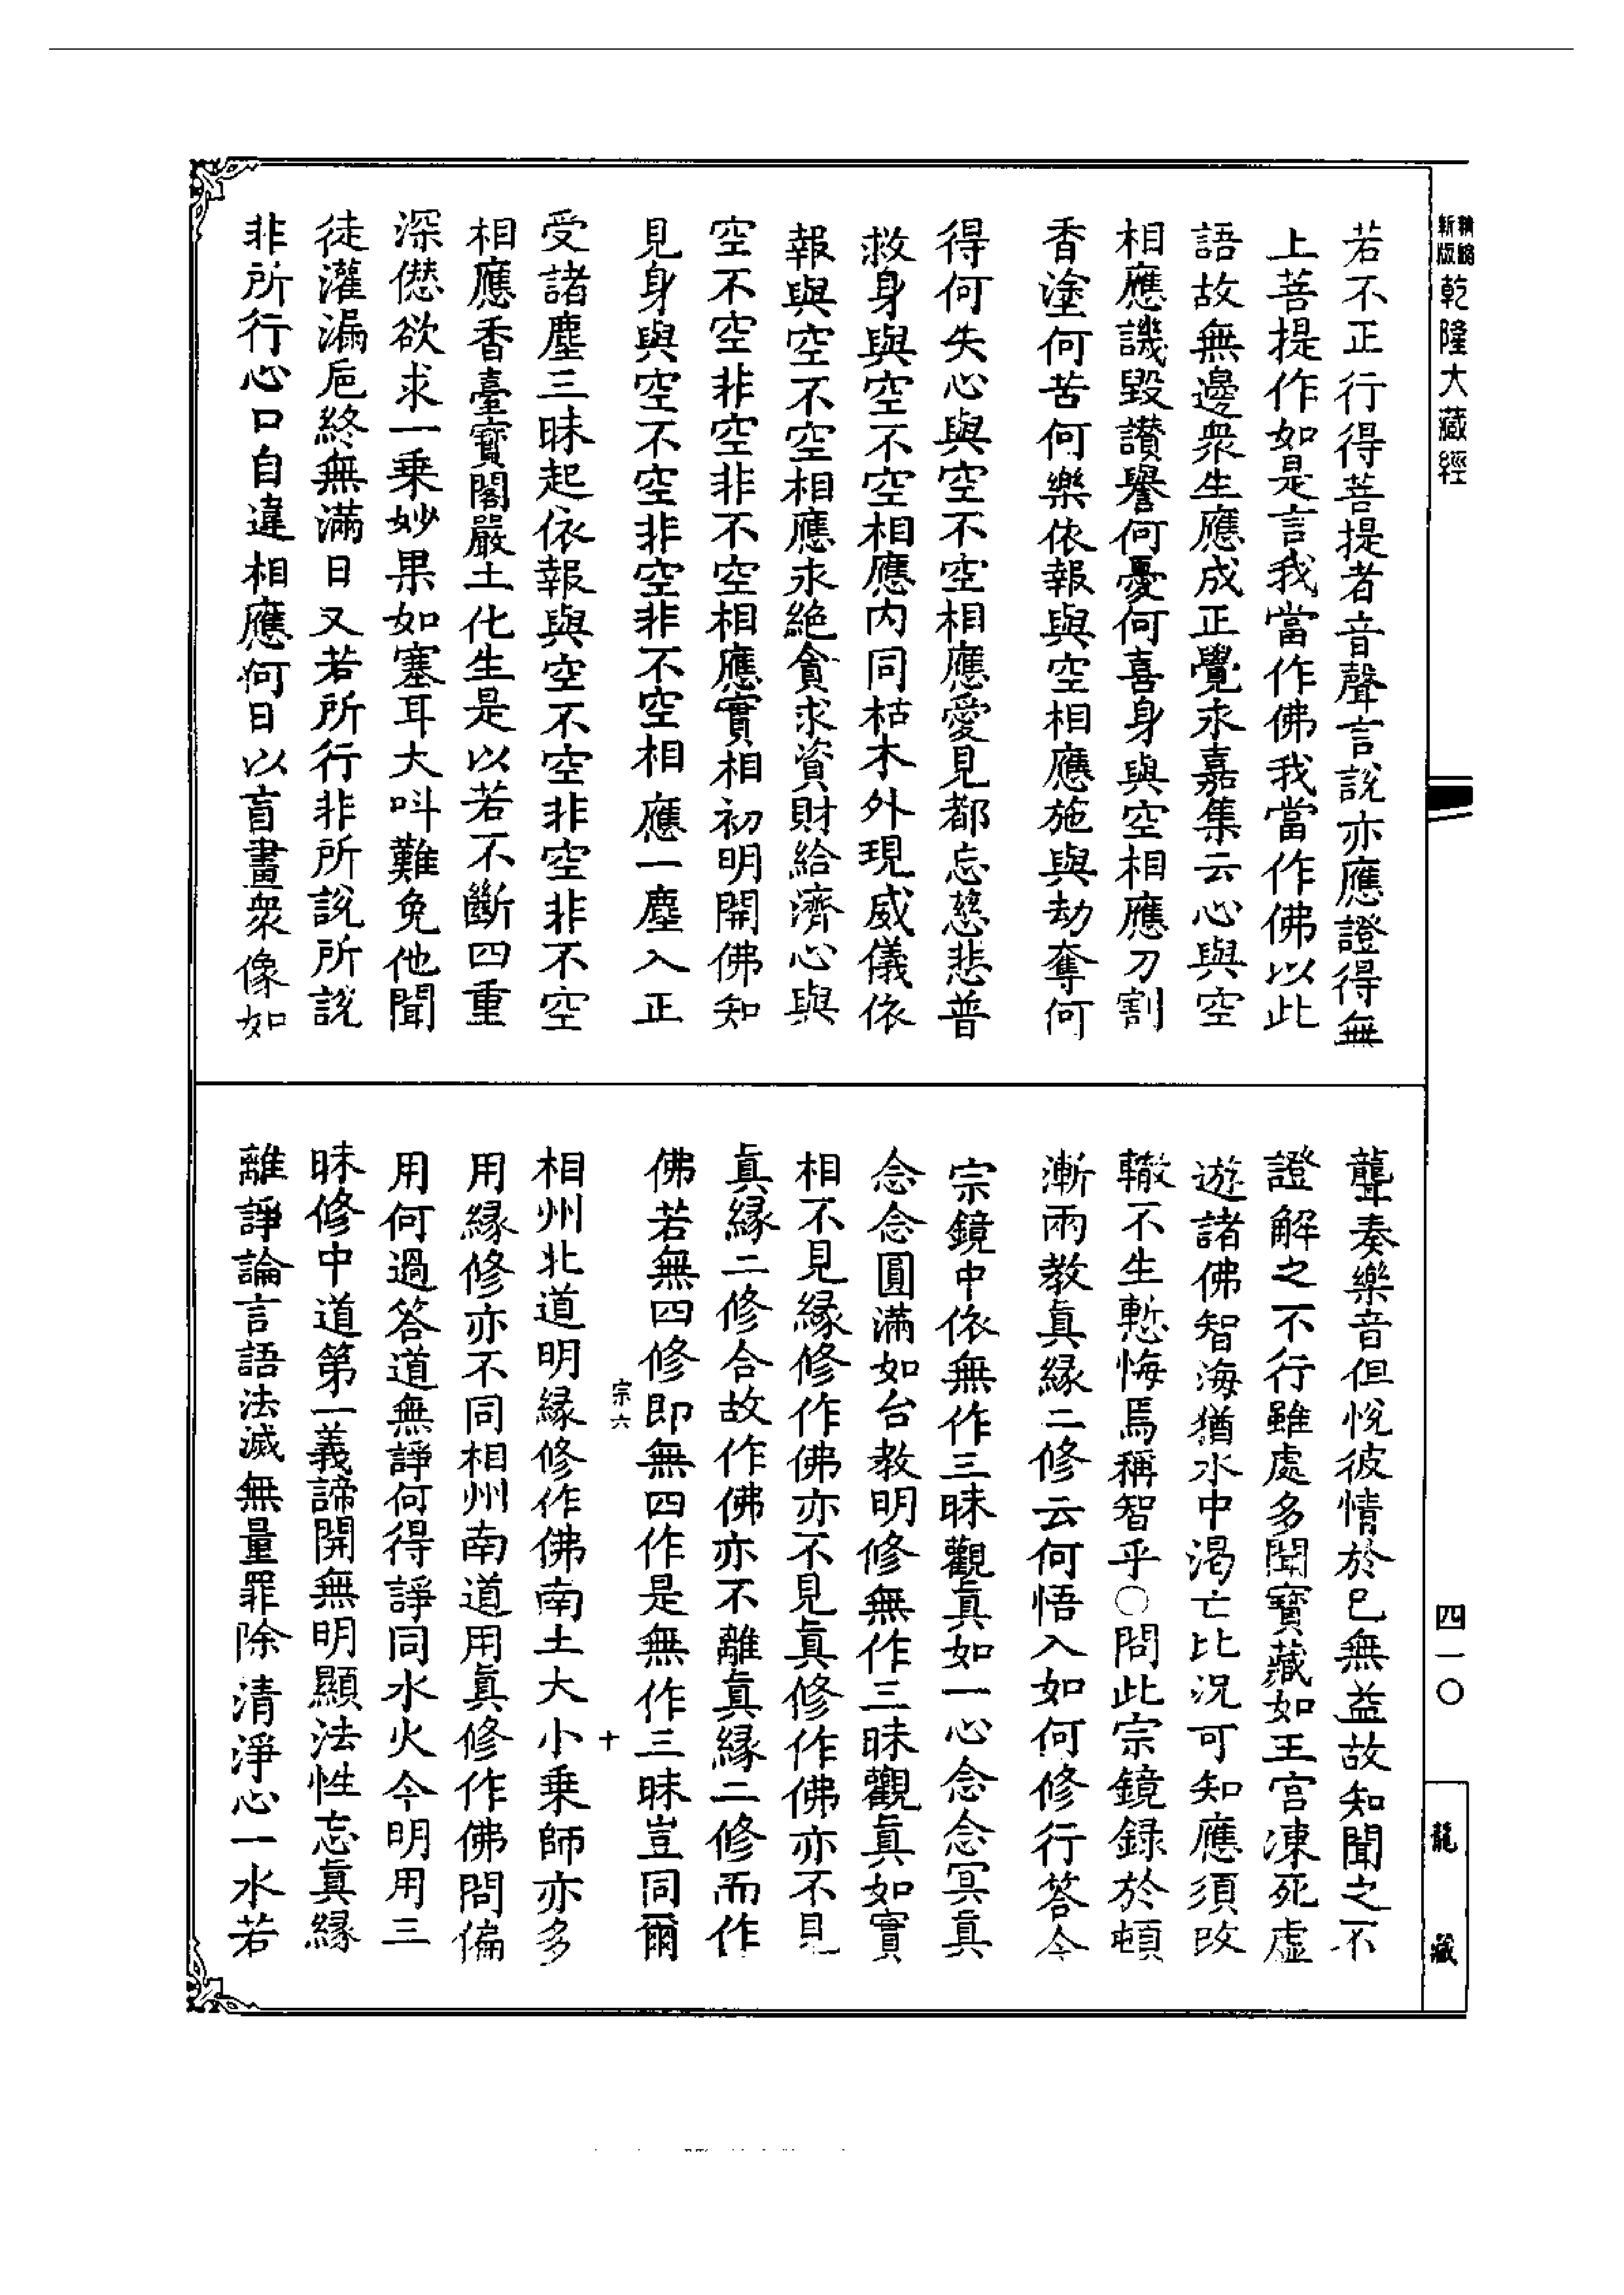 精縮新版乾隆大藏經
若不正行得菩提者音聲言說亦應證得無
上菩提作如是言我當作佛我當作佛以此
語故無邊衆生應成正覺永嘉集云心與空
相應譏毀讚譽何憂何喜身與空相應刀割
香塗何苦何樂依報與空相應施與劫奪何
得何失心與空不空相應愛見都忘慈悲普
救身與空不空相應內同枯木外現威儀依
報與空不空相應永絕貪求資財給濟心與
空不空非空非不空相應實相初明開佛知
見身與空不空非空非不空相應一塵入正
受諸塵三昧起依報與空不空非空非不空
相應香臺寶閣嚴土化生是以若不斷四重
深僁欲求一乘妙果如塞耳大呌難免他聞
徒灌漏巵終無滿日又若所行非所說所說
非所行心口自違相應何日以盲畫衆像如
聾奏樂音但悅彼情於巳無益故知聞之不
證解之不行雖處多聞寶藏如王宮凍死虛
遊諸佛智海猶水中渴亡比況可知應須改
轍不生慙悔焉稱智乎○問此宗鏡錄於頓
漸兩教眞緣二修云何悟入如何修行答今
宗鏡中依無作三昧觀眞如一心念念冥眞
念念圓滿如台教明修無作三昧觀眞如實
相不見緣修作佛亦不見眞修作佛亦不見
眞緣二修合故作佛亦不離眞緣二修而作
佛若無四修即無四作是無作三昧豈同爾
宗六
十
相州北道明緣修作佛南土大小乘師亦多
用緣修亦不同相州南道用眞修作佛問偏
用何過答道無諍何得諍同水火今明用三
昧修中道第一義諦開無明顯法性忘眞緣
離諍論言語法滅無量罪除清淨心一水若
四一〇
龍藏